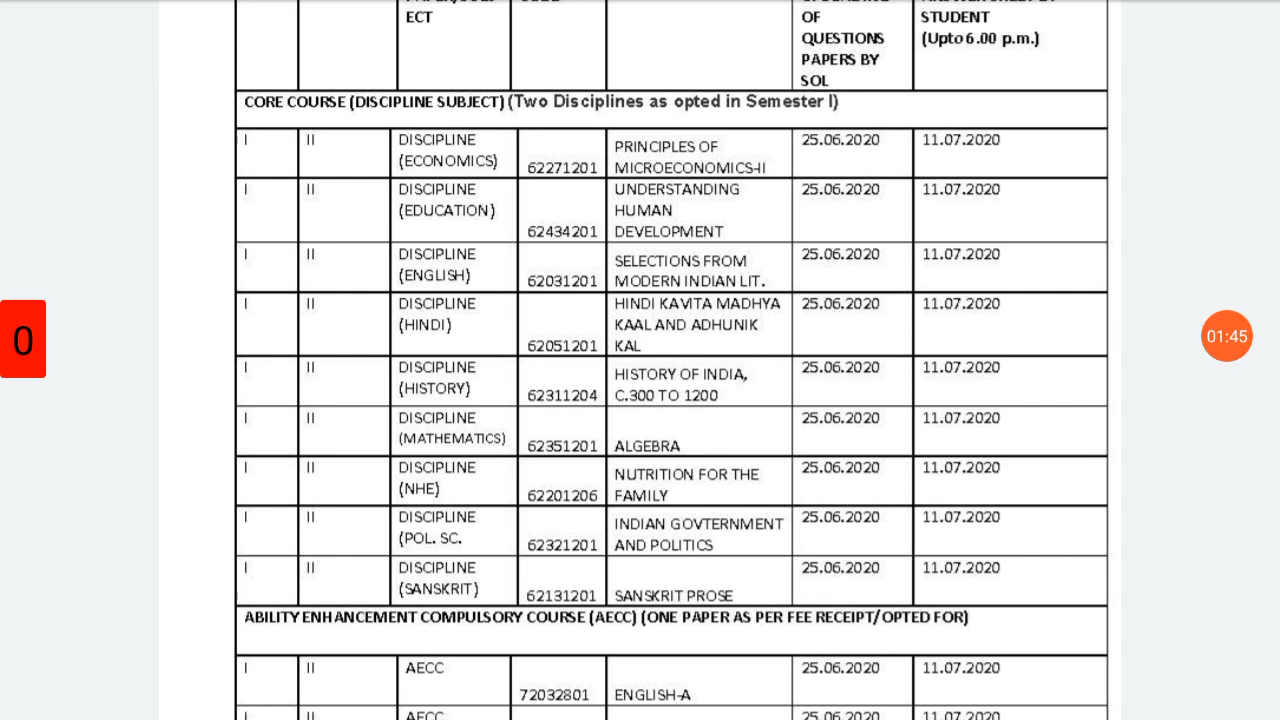 ECT
OF
QUESTIONS
PAPERS BY
SOL
STUDENT
(Upto 6.00 p.m.)
CORE COURSE (DISCIPLINE SUBJECT) (Two Disciplines as opted in Semester I)
I II DISCIPLINE (ECONOMICS) 62271201 PRINCIPLES OF MICROECONOMICS-II 25.06.2020 11.07.2020
I II DISCIPLINE (EDUCATION) 62434201 UNDERSTANDING HUMAN DEVELOPMENT 25.06.2020 11.07.2020
I II DISCIPLINE (ENGLISH) 62031201 SELECTIONS FROM MODERN INDIAN LIT. 25.06.2020 11.07.2020
I II DISCIPLINE (HINDI) 62051201 HINDI KAVITA MADHYA KAAL AND ADHUNIK KAL 25.06.2020 11.07.2020
I II DISCIPLINE (HISTORY) 62311204 HISTORY OF INDIA, C.300 TO 1200 25.06.2020 11.07.2020
I II DISCIPLINE (MATHEMATICS) 62351201 ALGEBRA 25.06.2020 11.07.2020
I II DISCIPLINE (NHE) 62201206 NUTRITION FOR THE FAMILY 25.06.2020 11.07.2020
I II DISCIPLINE (POL. SC. 62321201 INDIAN GOVTERNMENT AND POLITICS 25.06.2020 11.07.2020
I II DISCIPLINE (SANSKRIT) 62131201 SANSKRIT PROSE 25.06.2020 11.07.2020
ABILITY ENHANCEMENT COMPULSORY COURSE (AECC) (ONE PAPER AS PER FEE RECEIPT/OPTED FOR)
I II AECC 72032801 ENGLISH-A 25.06.2020 11.07.2020
I II AECC 25.06.2020 11.07.2020
0
01:45